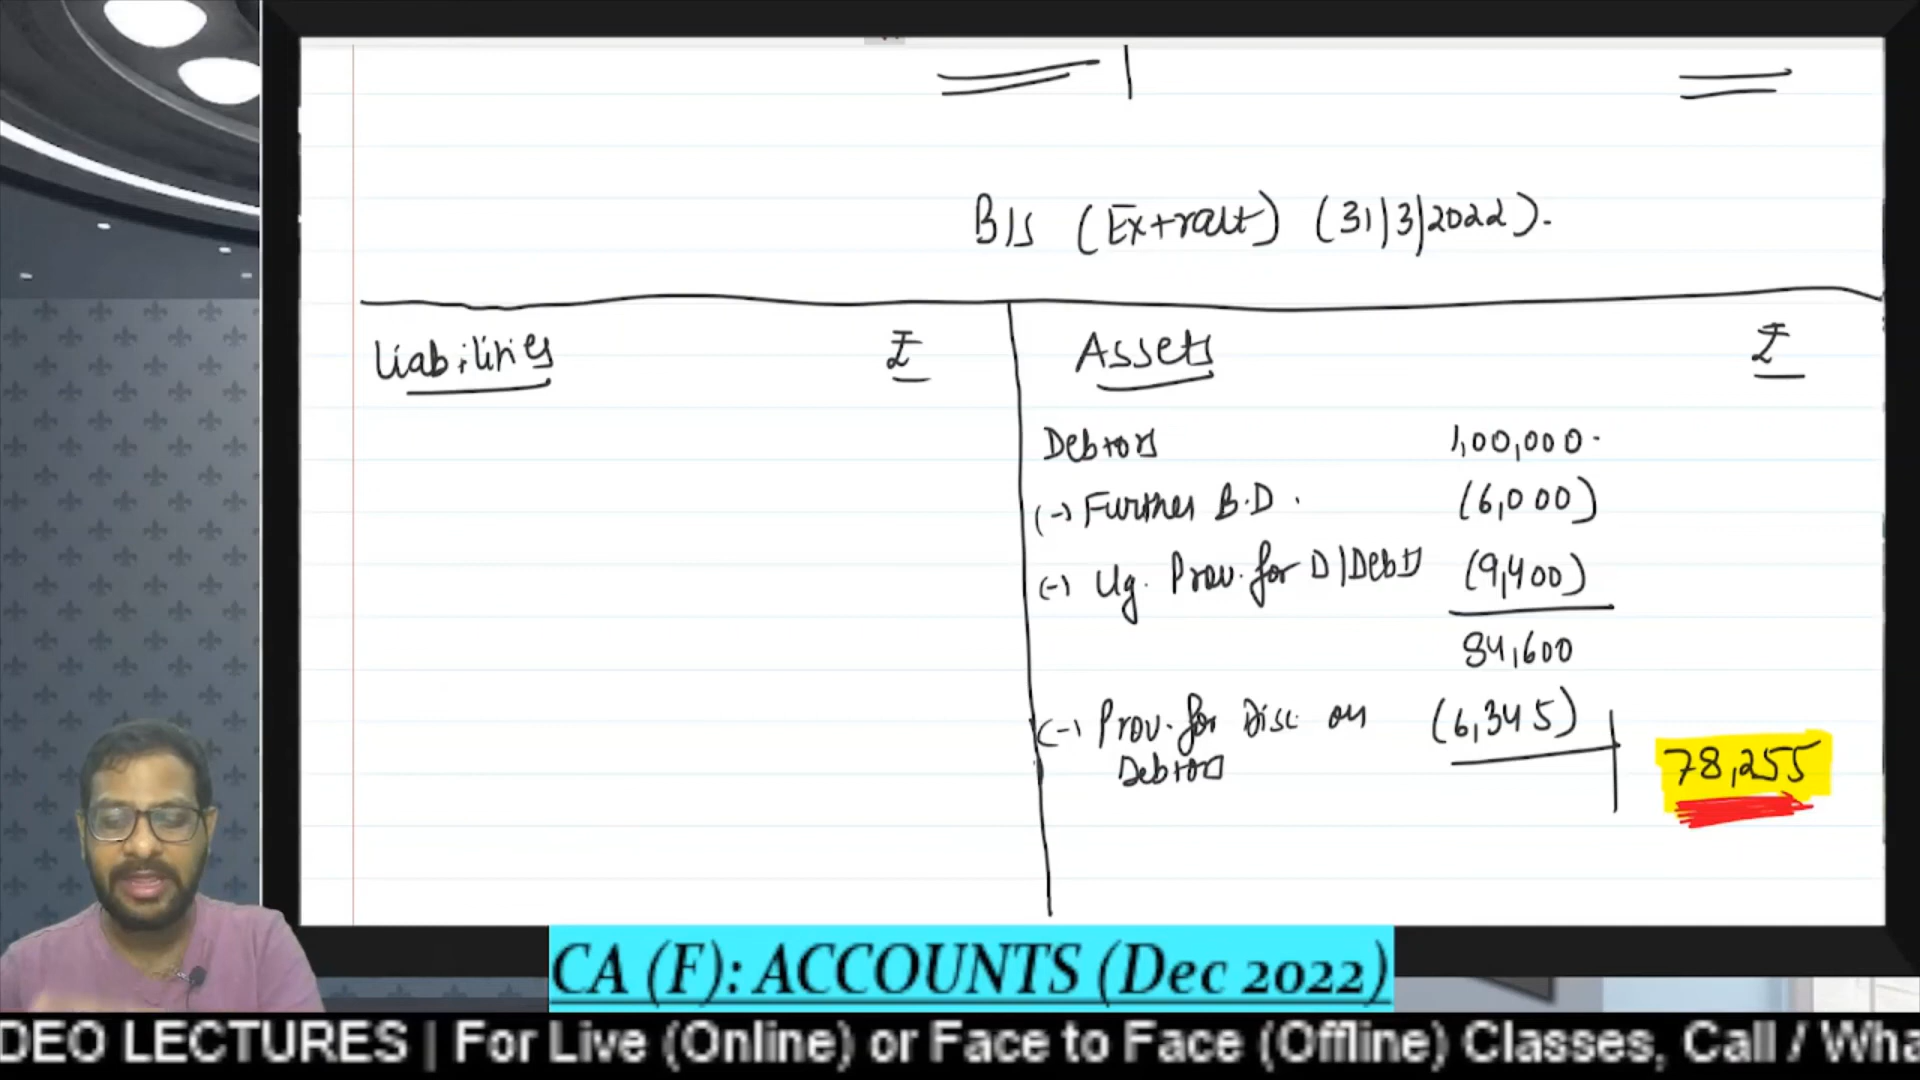 B/S (Extract) (31/3/2022).
Liabilities ₹ Assets ₹
Debtors 1,00,000.
(-) Further B.D. (6,000)
(-) Ug. Prov. for D/Debts (9,400)
84,600
(-) Prov. for Disc on (6,345)
Debtors
78,255
CA (F): ACCOUNTS (Dec 2022)
DEO LECTURES | For Live (Online) or Face to Face (Offline) Classes, Call / Wha